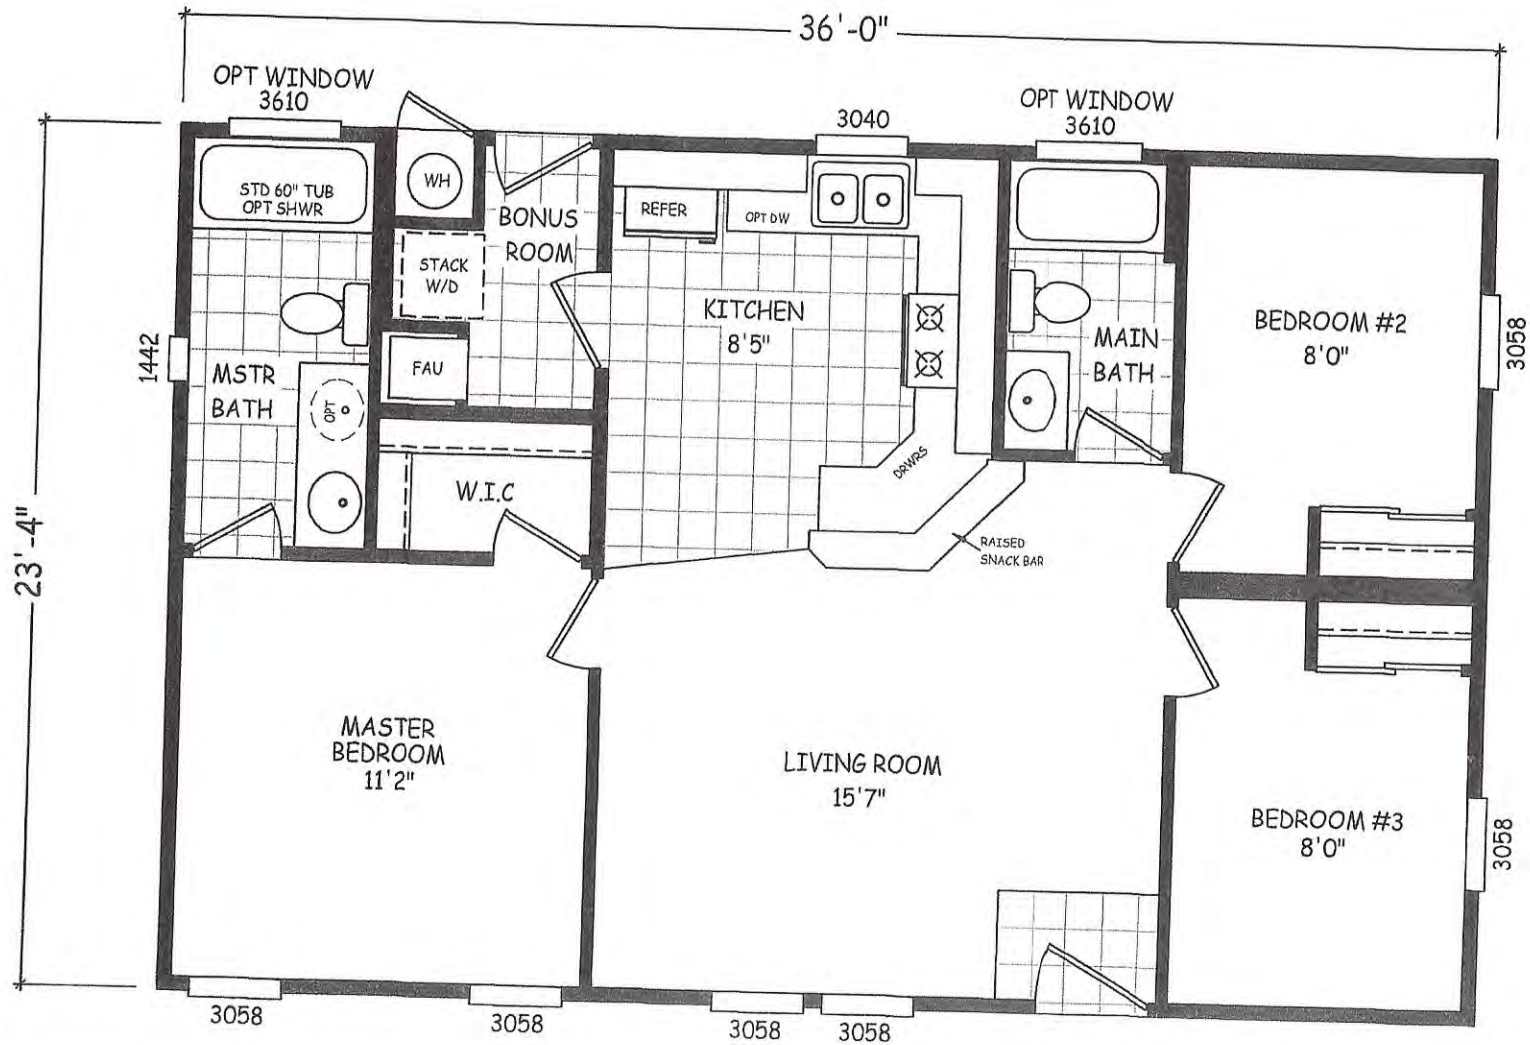 36'-0"
OPT WINDOW
3610
3040
OPT WINDOW
3610
23'-4"
STD 60" TUB
OPT SHWR
WH
BONUS
ROOM
STACK
W/D
FAU
REFER
OPT DW
KITCHEN
8'5"
MAIN
BATH
BEDROOM #2
8'0"
3058
1442
MSTR
BATH
OPT
W.I.C
DRWRS
RAISED
SNACK BAR
MASTER
BEDROOM
11'2"
LIVING ROOM
15'7"
BEDROOM #3
8'0"
3058
3058
3058
3058
3058